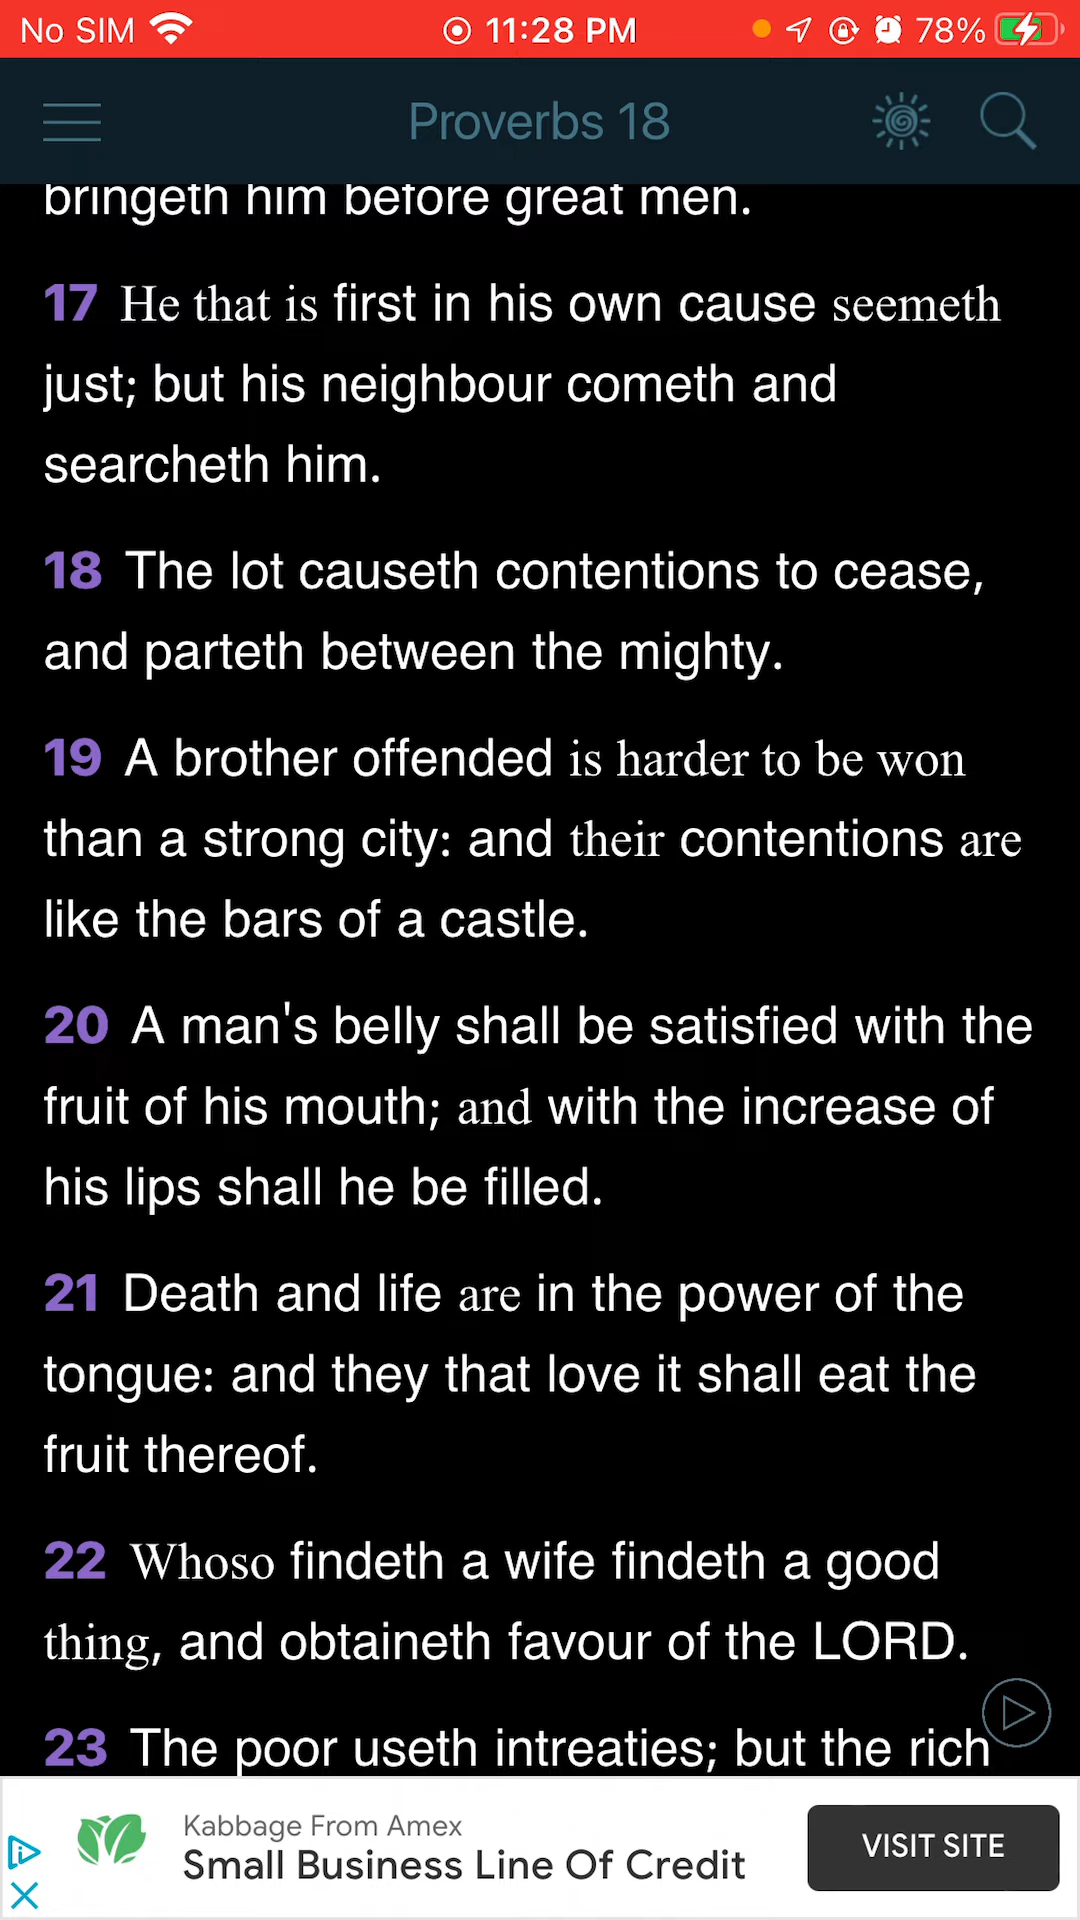 No SIM 11:28 PM 78%
Proverbs 18
bringeth him before great men.
17 He that is first in his own cause seemeth
just; but his neighbour cometh and
searcheth him.
18 The lot causeth contentions to cease,
and parteth between the mighty.
19 A brother offended is harder to be won
than a strong city: and their contentions are
like the bars of a castle.
20 A man's belly shall be satisfied with the
fruit of his mouth; and with the increase of
his lips shall he be filled.
21 Death and life are in the power of the
tongue: and they that love it shall eat the
fruit thereof.
22 Whoso findeth a wife findeth a good
thing, and obtaineth favour of the LORD.
23 The poor useth intreaties; but the rich
Kabbage From Amex
Small Business Line Of Credit
VISIT SITE